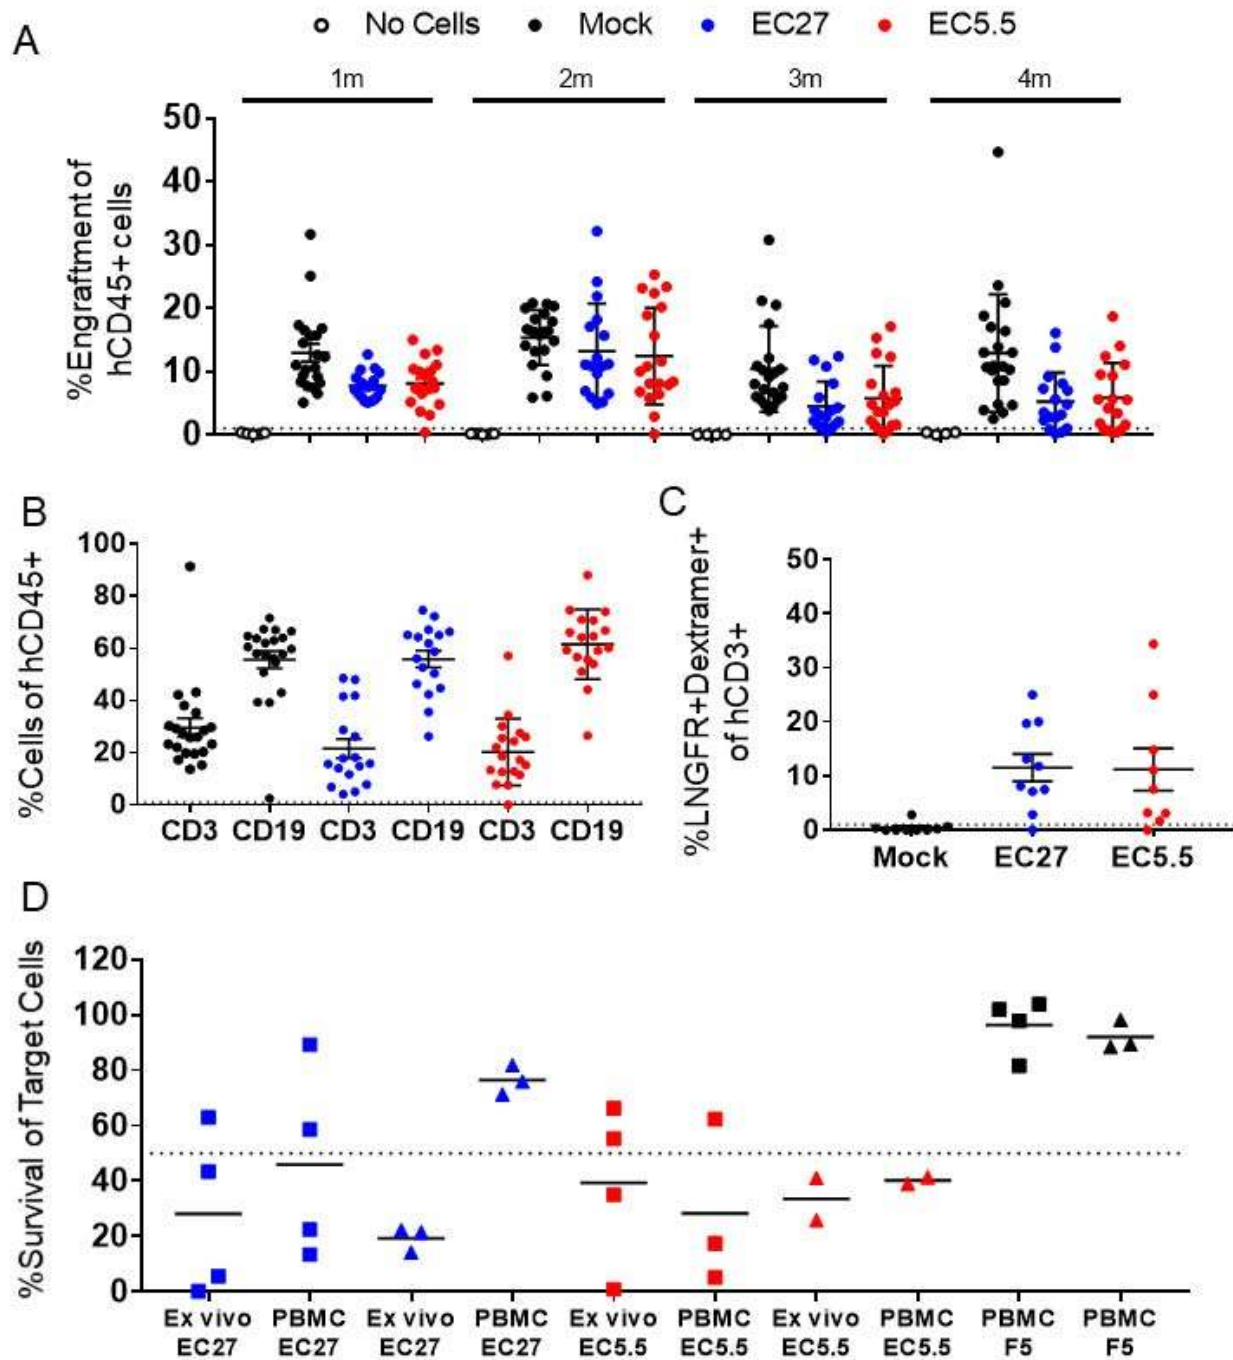 A
No Cells Mock EC27 EC5.5
1m 2m 3m 4m
%Engraftment of
hCD45+ cells
50
40
30
20
10
0
B
%Cells of hCD45+
100
80
60
40
20
0
CD3 CD19 CD3 CD19 CD3 CD19
C
%LNGFR+Dextramer+
of hCD3+
50
40
30
20
10
0
Mock EC27 EC5.5
D
%Survival of Target Cells
120
100
80
60
40
20
0
Ex vivo PBMC Ex vivo PBMC Ex vivo PBMC Ex vivo PBMC PBMC PBMC
EC27 EC27 EC27 EC27 EC5.5 EC5.5 EC5.5 EC5.5 F5 F5